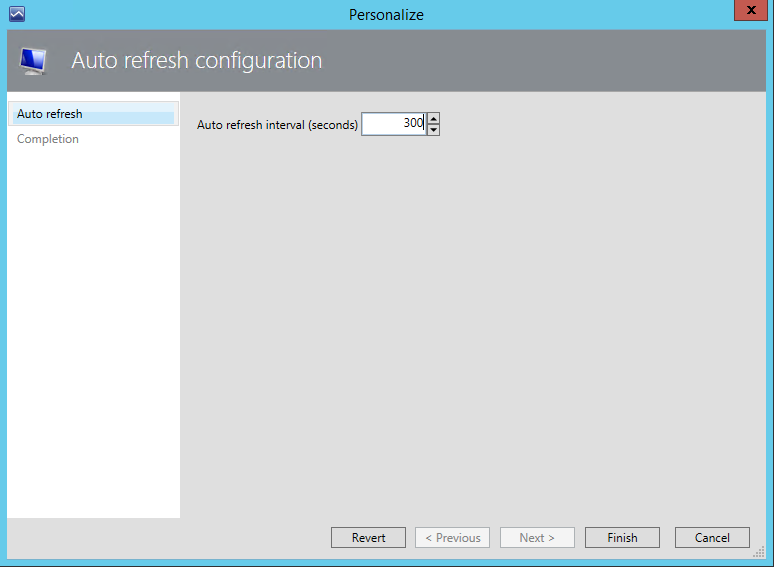 Personalize
x
Auto refresh configuration
Auto refresh
Completion
Auto refresh interval (seconds) 300
Revert
< Previous
Next >
Finish
Cancel